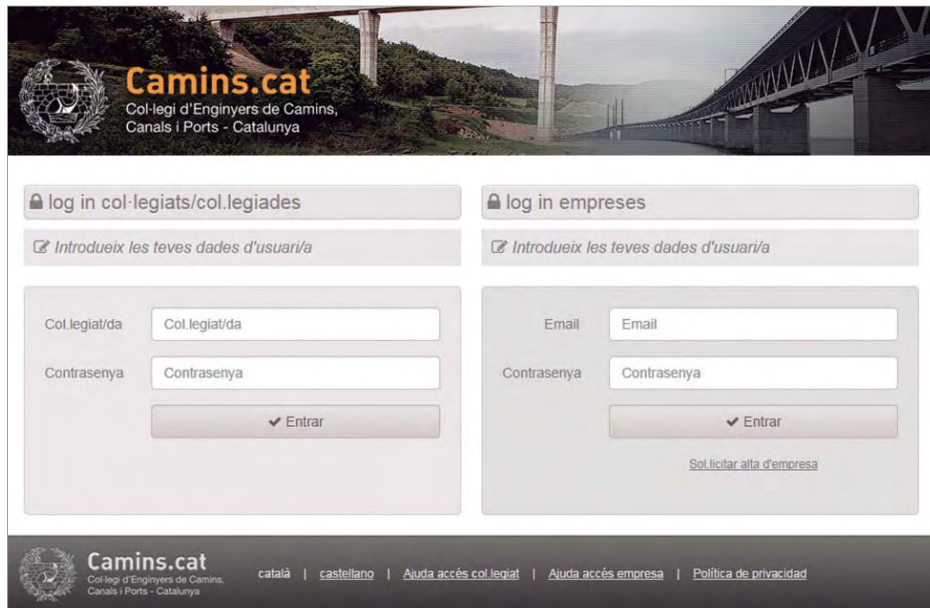 Camins.cat
Col·legi d'Enginyers de Camins,
Canals i Ports - Catalunya
log in col·legiats/col.legiades
Introdueix les teves dades d'usuari/a
Col.legiat/da
Col.legiat/da
Contrasenya
Contrasenya
Entrar
log in empreses
Introdueix les teves dades d'usuari/a
Email
Email
Contrasenya
Contrasenya
Entrar
Sol.licitar alta d'empresa
Camins.cat
Col·legi d'Enginyers de Camins,
Canals i Ports - Catalunya
català | castellano | Ajuda accés col.legiat | Ajuda accés empresa | Política de privacidad